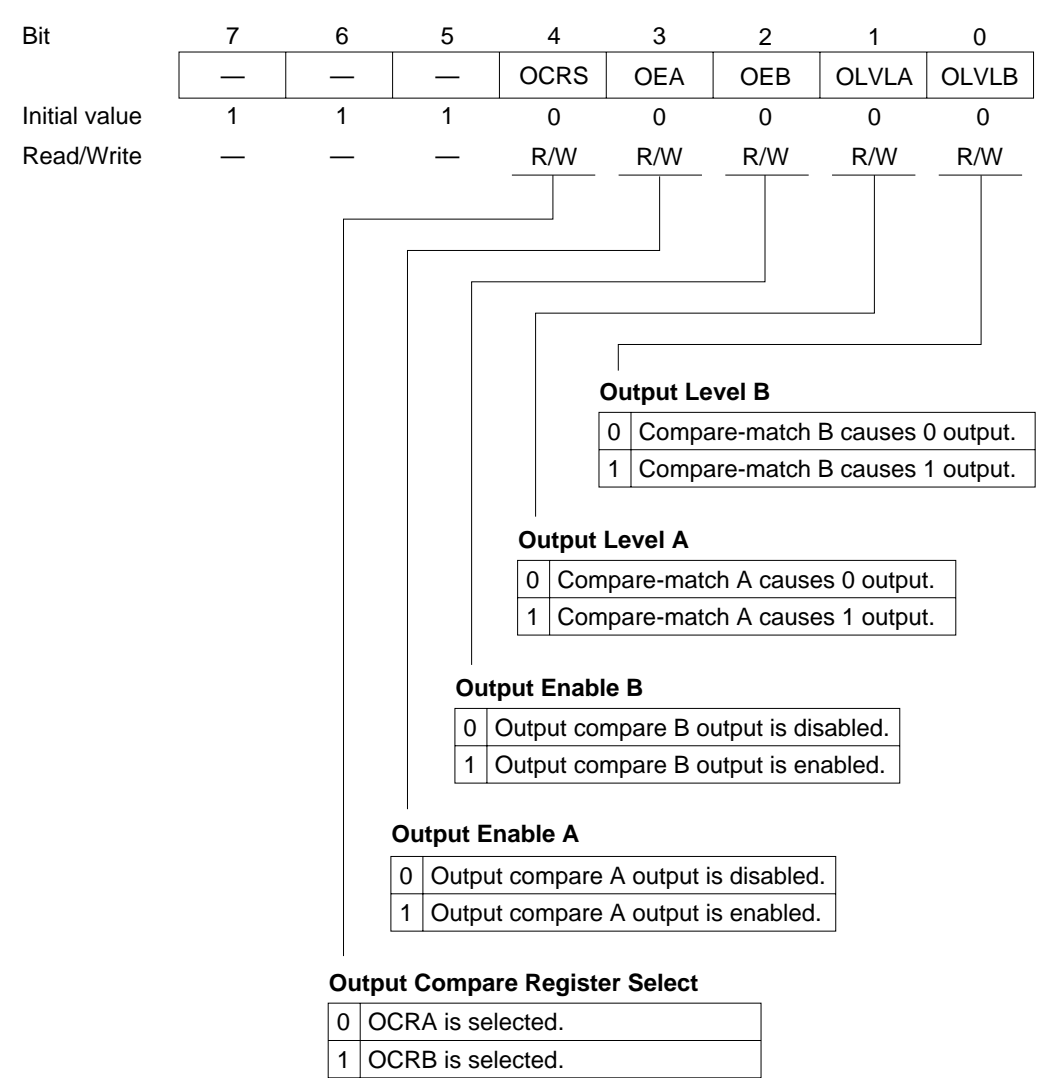 Bit 7 6 5 4 3 2 1 0
— — — OCRS OEA OEB OLVLA OLVLB
Initial value 1 1 1 0 0 0 0 0
Read/Write — — — R/W R/W R/W R/W R/W
Output Level B
0 Compare-match B causes 0 output.
1 Compare-match B causes 1 output.
Output Level A
0 Compare-match A causes 0 output.
1 Compare-match A causes 1 output.
Output Enable B
0 Output compare B output is disabled.
1 Output compare B output is enabled.
Output Enable A
0 Output compare A output is disabled.
1 Output compare A output is enabled.
Output Compare Register Select
0 OCRA is selected.
1 OCRB is selected.